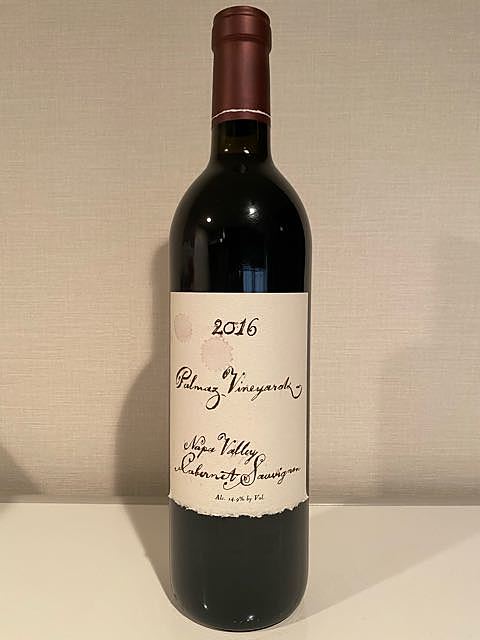 2016
Palmaz Vineyards
Napa Valley
Cabernet Sauvignon
Alc. 14.9% by Vol.